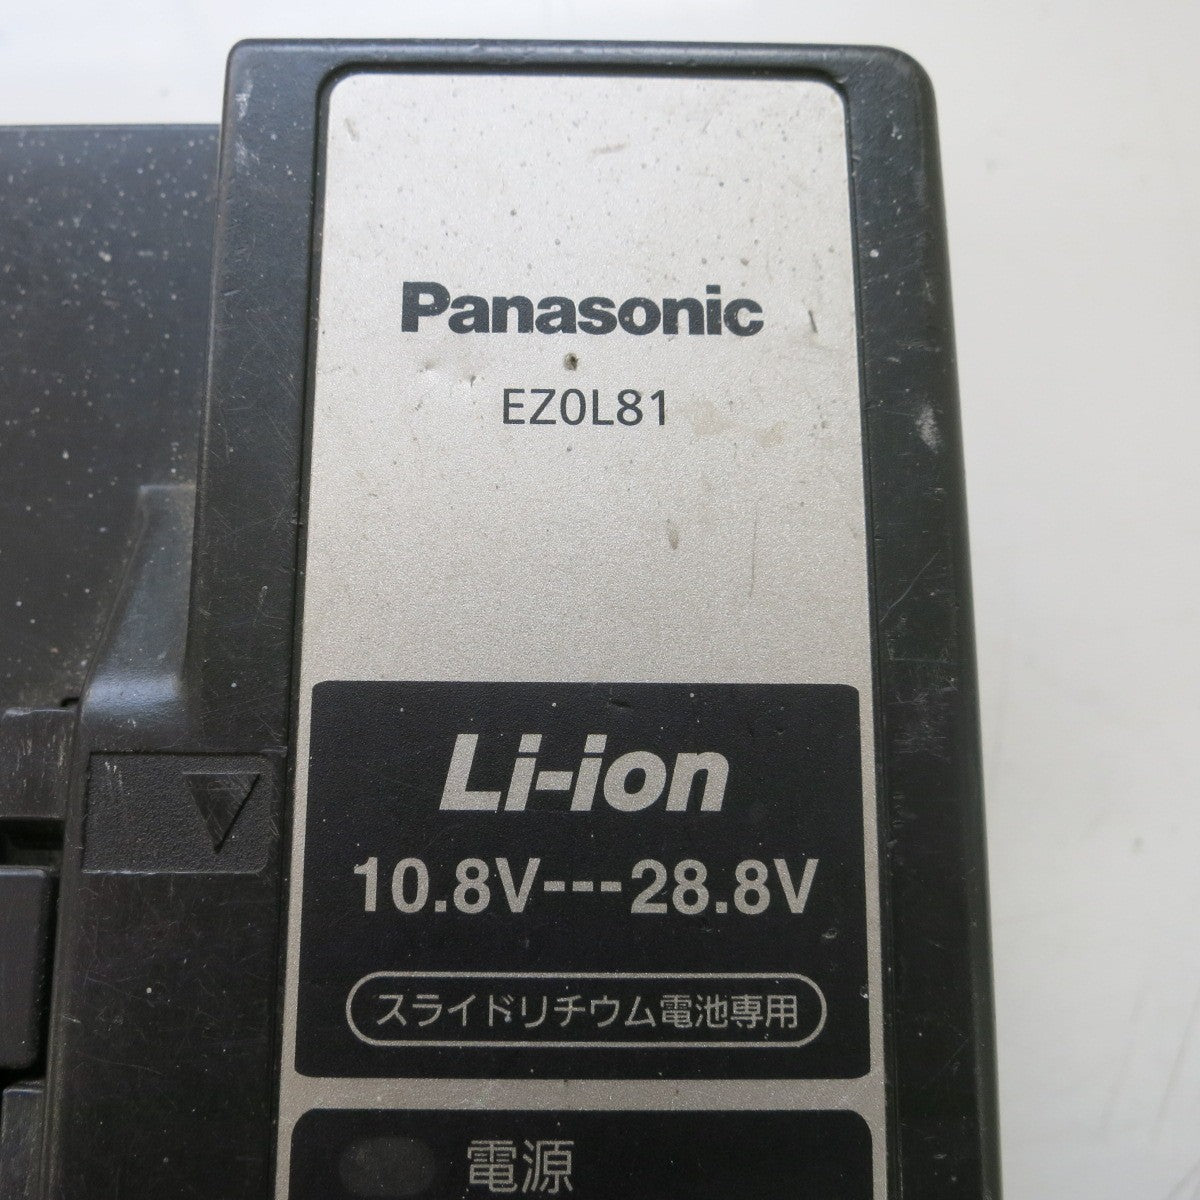 Panasonic
EZ0L81
Li-ion
10.8V---28.8V
スライドリチウム電池専用
電源